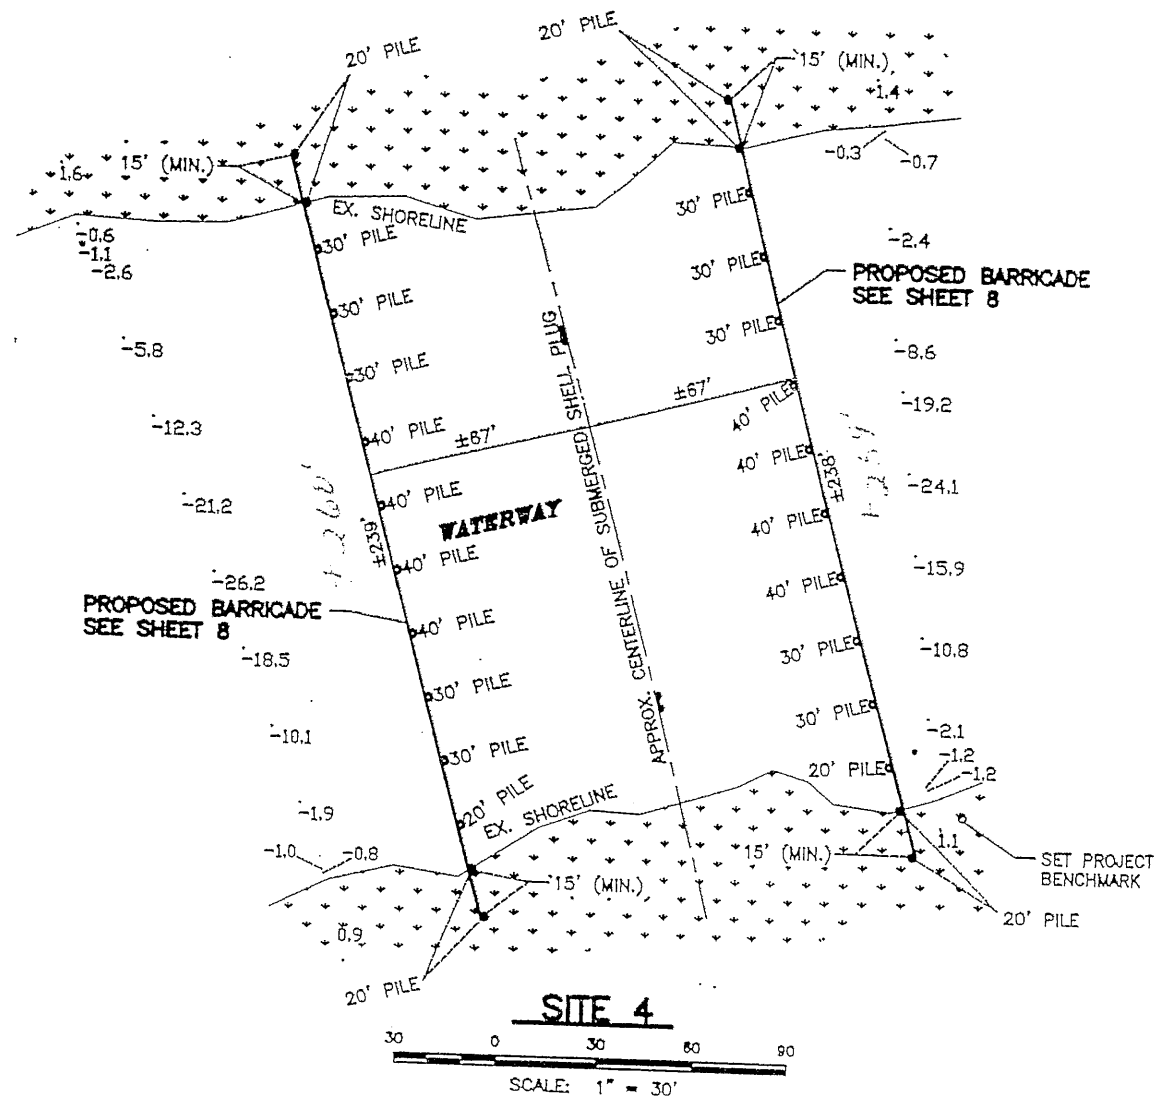 20' PILE
20' PILE
15' (MIN.)
1.4
15' (MIN.)
1.6
-0.3
-0.7
EX. SHORELINE
30' PILE
-0.6
-1.1
-2.6
30' PILE
-2.4
30' PILE
PROPOSED BARRICADE
SEE SHEET 8
30' PILE
30' PILE
-5.8
-8.6
30' PILE
±67'
-19.2
40' PILE
-12.3
40' PILE
±67'
40' PILE
±238'
-24.1
-21.2
40' PILE
WATERWAY
40' PILE
±239'
APPROX. CENTERLINE OF SUBMERGED SHELL PLUG
-15.9
40' PILE
-26.2
40' PILE
PROPOSED BARRICADE
SEE SHEET 8
40' PILE
30' PILE
-10.8
-18.5
30' PILE
30' PILE
-2.1
-10.1
30' PILE
-1.2
-1.2
20' PILE
-1.9
20' PILE
EX. SHORELINE
-1.0
-0.8
15' (MIN.)
1.1
SET PROJECT
BENCHMARK
15' (MIN.)
20' PILE
0.9
20' PILE
SITE 4
30 0 30 60 90
SCALE: 1" = 30'